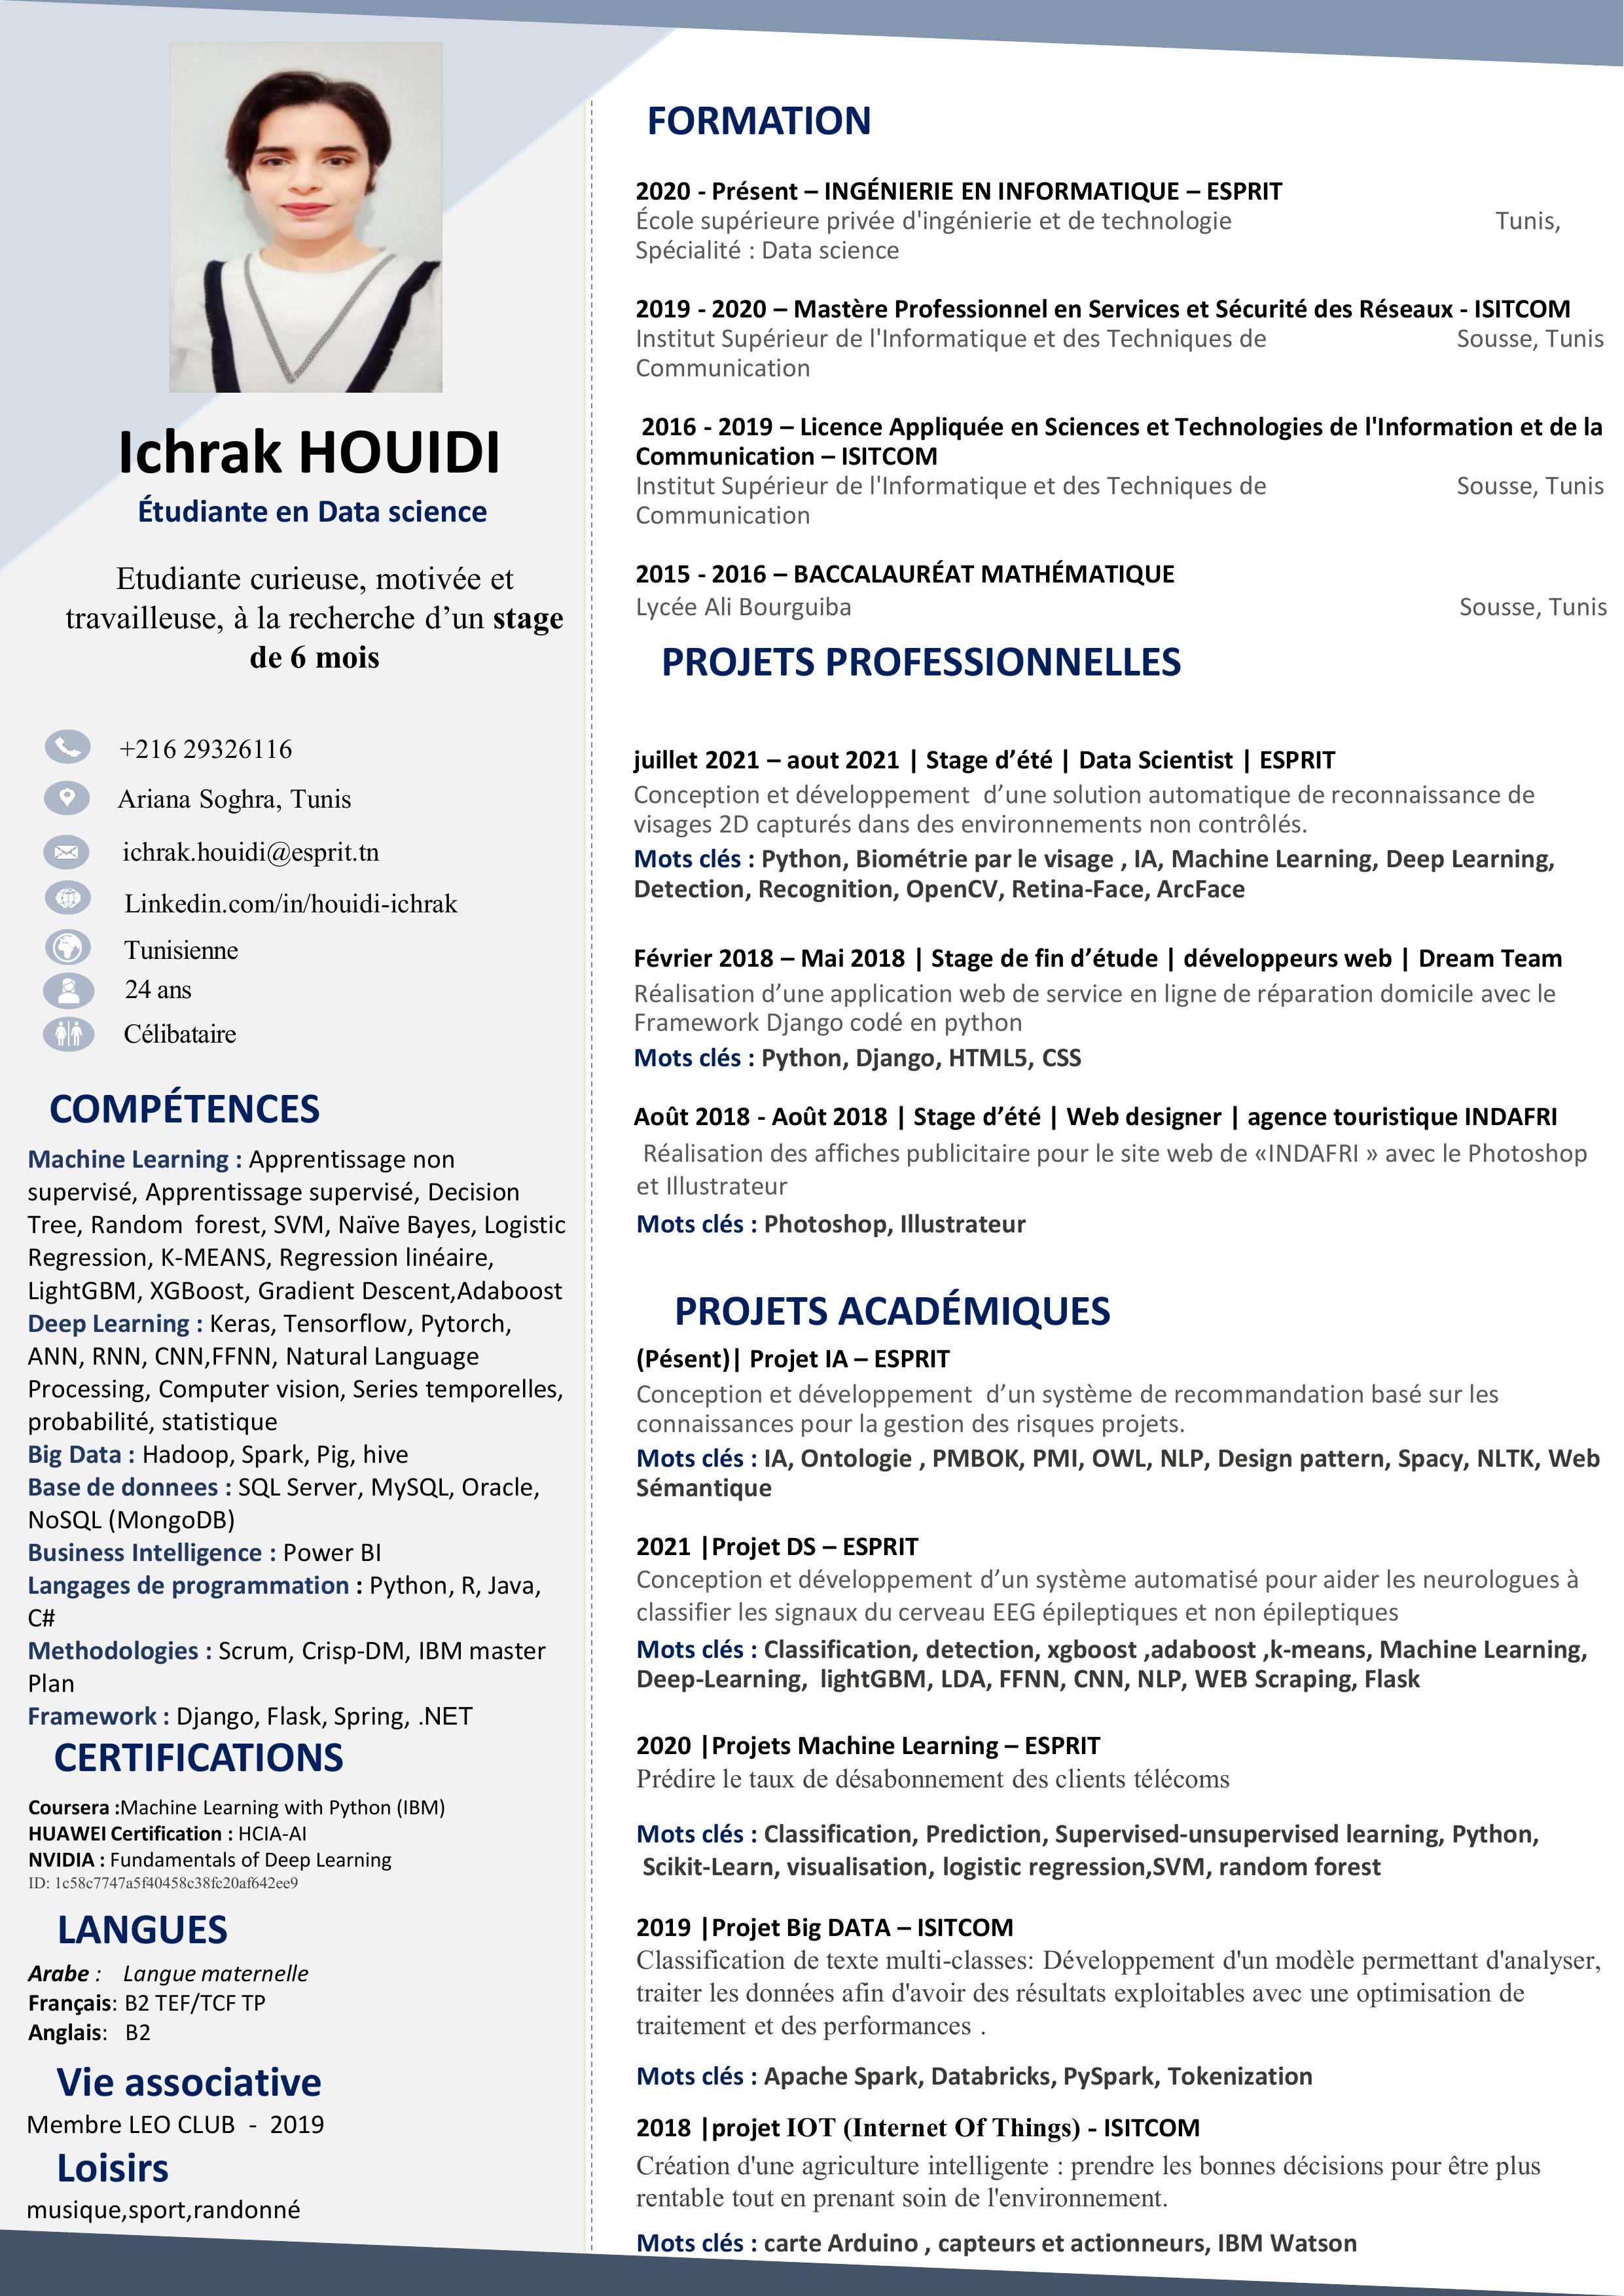 Ichrak HOUIDI
Étudiante en Data science
Etudiante curieuse, motivée et
travailleuse, à la recherche d’un stage
de 6 mois
+216 29326116
Ariana Soghra, Tunis
ichrak.houidi@esprit.tn
Linkedin.com/in/houidi-ichrak
Tunisienne
24 ans
Célibataire
COMPÉTENCES
Machine Learning : Apprentissage non
supervisé, Apprentissage supervisé, Decision
Tree, Random forest, SVM, Naïve Bayes, Logistic
Regression, K-MEANS, Regression linéaire,
LightGBM, XGBoost, Gradient Descent,Adaboost
Deep Learning : Keras, Tensorflow, Pytorch,
ANN, RNN, CNN,FFNN, Natural Language
Processing, Computer vision, Series temporelles,
probabilité, statistique
Big Data : Hadoop, Spark, Pig, hive
Base de donnees : SQL Server, MySQL, Oracle,
NoSQL (MongoDB)
Business Intelligence : Power BI
Langages de programmation : Python, R, Java,
C#
Methodologies : Scrum, Crisp-DM, IBM master
Plan
Framework : Django, Flask, Spring, .NET
CERTIFICATIONS
Coursera :Machine Learning with Python (IBM)
HUAWEI Certification : HCIA-AI
NVIDIA : Fundamentals of Deep Learning
ID: 1c58c7747a5f40458c38fc20af642ee9
LANGUES
Arabe : Langue maternelle
Français: B2 TEF/TCF TP
Anglais: B2
Vie associative
Membre LEO CLUB - 2019
Loisirs
musique,sport,randonné
FORMATION
2020 - Présent – INGÉNIERIE EN INFORMATIQUE – ESPRIT
École supérieure privée d'ingénierie et de technologie Tunis,
Spécialité : Data science
2019 - 2020 – Mastère Professionnel en Services et Sécurité des Réseaux - ISITCOM
Institut Supérieur de l'Informatique et des Techniques de Sousse, Tunis
Communication
2016 - 2019 – Licence Appliquée en Sciences et Technologies de l'Information et de la
Communication – ISITCOM
Institut Supérieur de l'Informatique et des Techniques de Sousse, Tunis
Communication
2015 - 2016 – BACCALAURÉAT MATHÉMATIQUE
Lycée Ali Bourguiba Sousse, Tunis
PROJETS PROFESSIONNELLES
juillet 2021 – aout 2021 | Stage d’été | Data Scientist | ESPRIT
Conception et développement d’une solution automatique de reconnaissance de
visages 2D capturés dans des environnements non contrôlés.
Mots clés : Python, Biométrie par le visage , IA, Machine Learning, Deep Learning,
Detection, Recognition, OpenCV, Retina-Face, ArcFace
Février 2018 – Mai 2018 | Stage de fin d’étude | développeurs web | Dream Team
Réalisation d’une application web de service en ligne de réparation domicile avec le
Framework Django codé en python
Mots clés : Python, Django, HTML5, CSS
Août 2018 - Août 2018 | Stage d’été | Web designer | agence touristique INDAFRI
Réalisation des affiches publicitaire pour le site web de «INDAFRI » avec le Photoshop
et Illustrateur
Mots clés : Photoshop, Illustrateur
PROJETS ACADÉMIQUES
(Pésent)| Projet IA – ESPRIT
Conception et développement d’un système de recommandation basé sur les
connaissances pour la gestion des risques projets.
Mots clés : IA, Ontologie , PMBOK, PMI, OWL, NLP, Design pattern, Spacy, NLTK, Web
Sémantique
2021 |Projet DS – ESPRIT
Conception et développement d’un système automatisé pour aider les neurologues à
classifier les signaux du cerveau EEG épileptiques et non épileptiques
Mots clés : Classification, detection, xgboost ,adaboost ,k-means, Machine Learning,
Deep-Learning, lightGBM, LDA, FFNN, CNN, NLP, WEB Scraping, Flask
2020 |Projets Machine Learning – ESPRIT
Prédire le taux de désabonnement des clients télécoms
Mots clés : Classification, Prediction, Supervised-unsupervised learning, Python,
Scikit-Learn, visualisation, logistic regression,SVM, random forest
2019 |Projet Big DATA – ISITCOM
Classification de texte multi-classes: Développement d'un modèle permettant d'analyser,
traiter les données afin d'avoir des résultats exploitables avec une optimisation de
traitement et des performances .
Mots clés : Apache Spark, Databricks, PySpark, Tokenization
2018 |projet IOT (Internet Of Things) - ISITCOM
Création d'une agriculture intelligente : prendre les bonnes décisions pour être plus
rentable tout en prenant soin de l'environnement.
Mots clés : carte Arduino , capteurs et actionneurs, IBM Watson